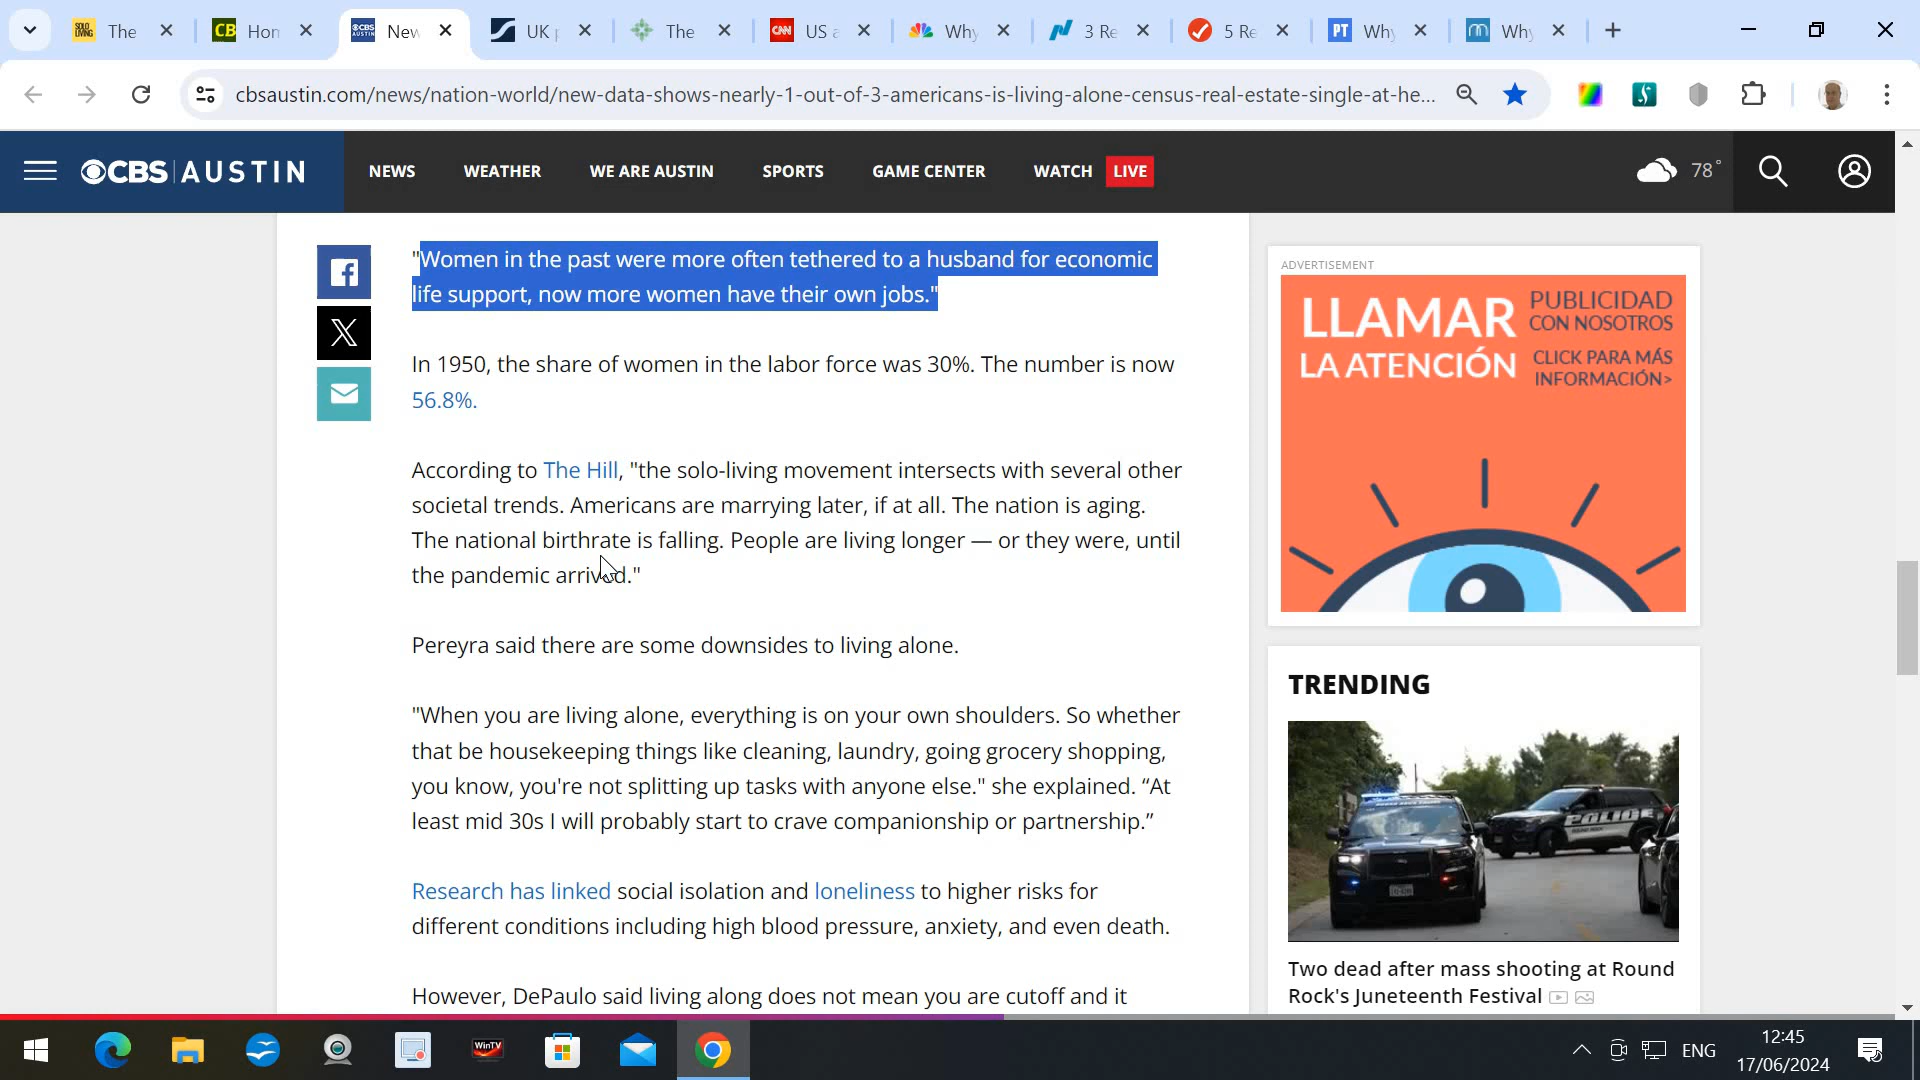 The
Hon
New
UK
The
US a
Why
3 Re
5 Re
Why
Why
cbsaustin.com/news/nation-world/new-data-shows-nearly-1-out-of-3-americans-is-living-alone-census-real-estate-single-at-he...
CBS AUSTIN
NEWS
WEATHER
WE ARE AUSTIN
SPORTS
GAME CENTER
WATCH LIVE
78°
"Women in the past were more often tethered to a husband for economic
life support, now more women have their own jobs."
In 1950, the share of women in the labor force was 30%. The number is now
56.8%.
According to The Hill, "the solo-living movement intersects with several other
societal trends. Americans are marrying later, if at all. The nation is aging.
The national birthrate is falling. People are living longer — or they were, until
the pandemic arrived."
Pereyra said there are some downsides to living alone.
"When you are living alone, everything is on your own shoulders. So whether
that be housekeeping things like cleaning, laundry, going grocery shopping,
you know, you're not splitting up tasks with anyone else." she explained. “At
least mid 30s I will probably start to crave companionship or partnership.”
Research has linked social isolation and loneliness to higher risks for
different conditions including high blood pressure, anxiety, and even death.
However, DePaulo said living along does not mean you are cutoff and it
ADVERTISEMENT
LLAMAR
LA ATENCIÓN
PUBLICIDAD
CON NOSOTROS
CLICK PARA MÁS
INFORMACIÓN>
TRENDING
POLICE
Two dead after mass shooting at Round
Rock's Juneteenth Festival
WinTV
ENG
12:45
17/06/2024